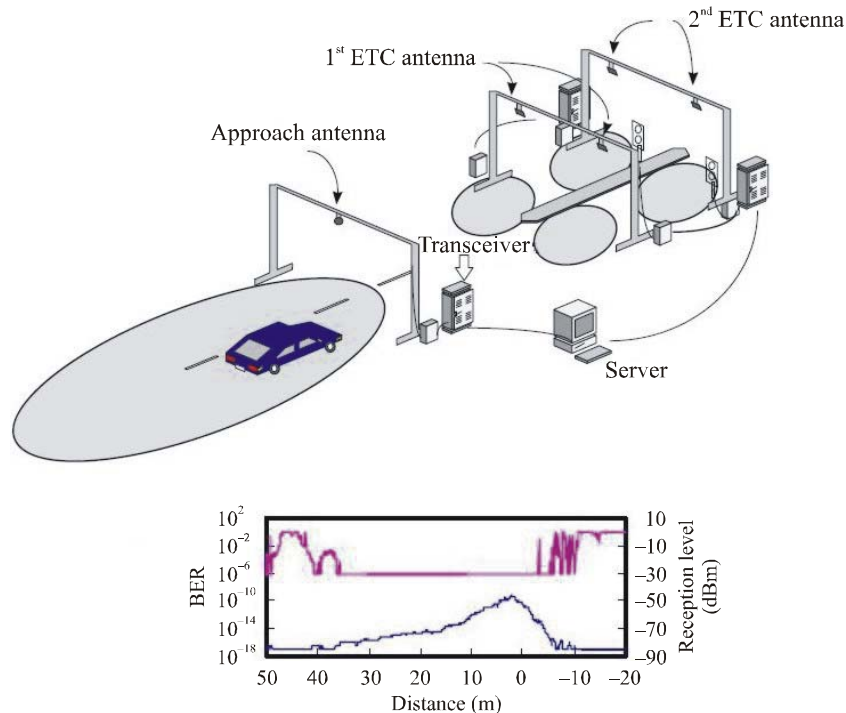 2nd ETC antenna
1st ETC antenna
Approach antenna
Transceiver
Server
10^2
10^-2
10^-6
10^-10
10^-14
10^-18
BER
10
–10
–30
–50
–70
–90
Reception level
(dBm)
50 40 30 20 10 0 –10 –20
Distance (m)